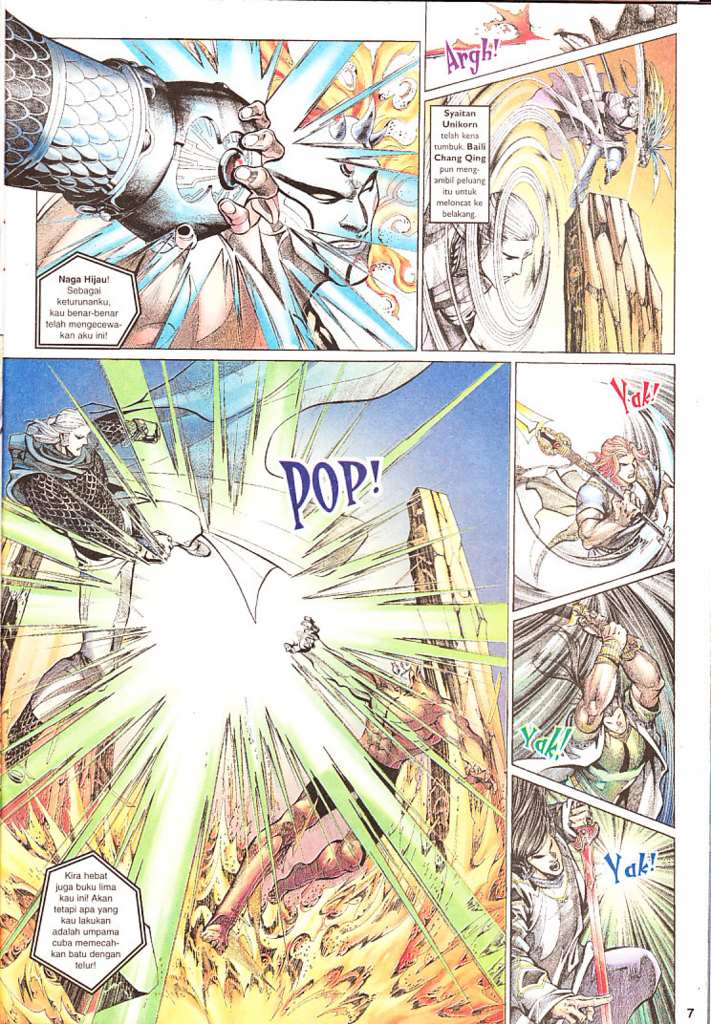 Naga Hijau!
Sebagai
keturunanku,
kau benar-benar
telah mengecewa-
kan aku ini!
Argh!
Syaitan
Unikorn
telah kena
tumbuk. Baili
Chang Qing
pun meng-
ambil peluang
itu untuk
meloncat ke
belakang.
POP!
Kira hebat
juga buku lima
kau ini! Akan
tetapi apa yang
kau lakukan
adalah umpama
cuba memecah-
kan batu dengan
telur!
Yak!
Yak!
Yak!
7